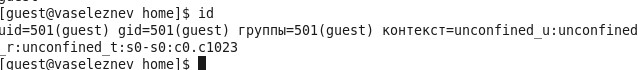 [guest@vaseleznev home]$ id
uid=501(guest) gid=501(guest) группы=501(guest) контекст=unconfined_u:unconfined
_r:unconfined_t:s0-s0:c0.c1023
[guest@vaseleznev home]$